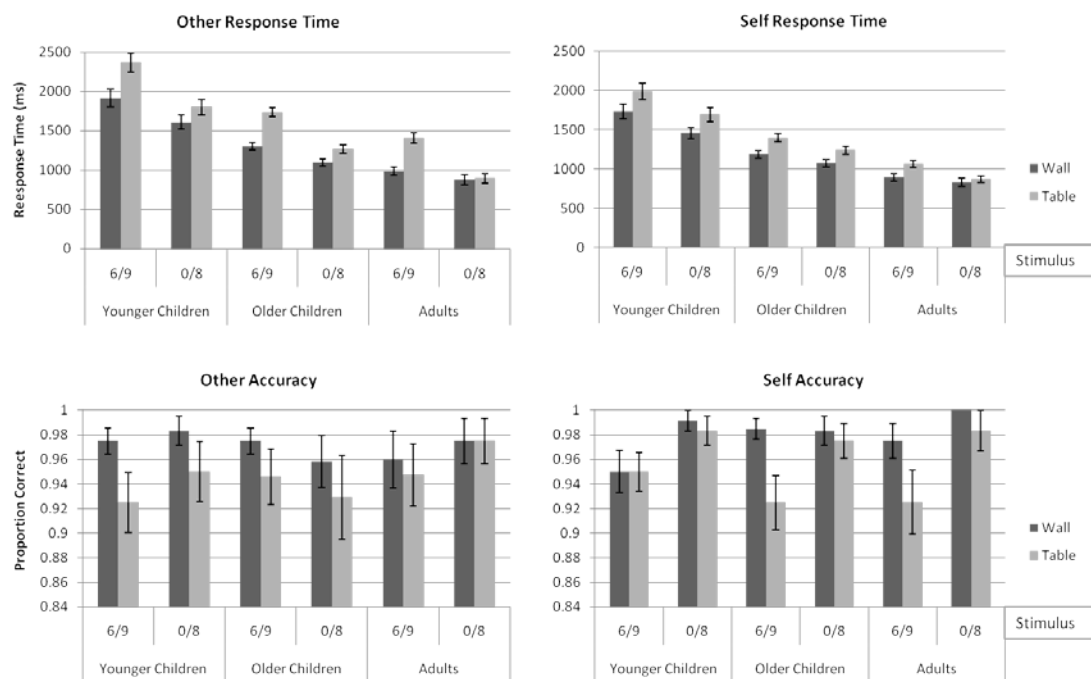 Other Response Time
Reesponse Time (ms)
2500
2000
1500
1000
500
0
6/9 0/8 6/9 0/8 6/9 0/8
Younger Children Older Children Adults
Self Response Time
2500
2000
1500
1000
500
0
6/9 0/8 6/9 0/8 6/9 0/8
Younger Children Older Children Adults
Wall
Table
Stimulus
Other Accuracy
Proportion Correct
1
0.98
0.96
0.94
0.92
0.9
0.88
0.86
0.84
6/9 0/8 6/9 0/8 6/9 0/8
Younger Children Older Children Adults
Self Accuracy
1
0.98
0.96
0.94
0.92
0.9
0.88
0.86
0.84
6/9 0/8 6/9 0/8 6/9 0/8
Younger Children Older Children Adults
Wall
Table
Stimulus